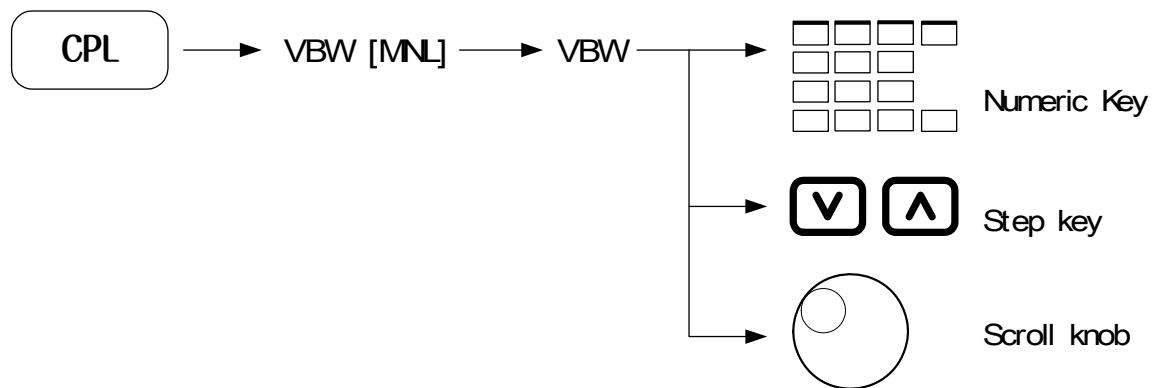 CPL
VBW [MNL]
VBW
Numeric Key
Step key
Scroll knob